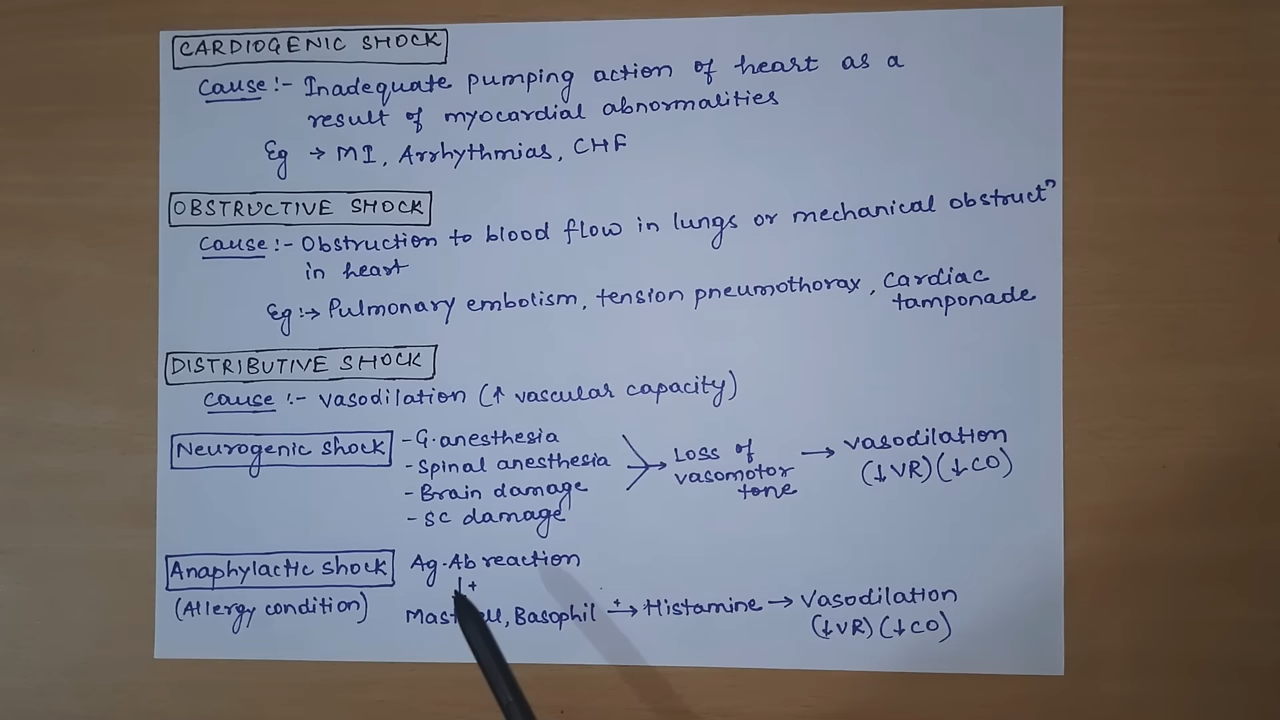 CARDIOGENIC SHOCK
Cause :- Inadequate pumping action of heart as a
result of myocardial abnormalities
Eg → MI, Arrhythmias, CHF
OBSTRUCTIVE SHOCK
Cause :- Obstruction to blood flow in lungs or mechanical obstructⁿ
in heart
Eg :→ Pulmonary embolism, tension pneumothorax, Cardiac
tamponade
DISTRIBUTIVE SHOCK
Cause :- Vasodilation (↑ vascular capacity)
Neurogenic shock
- G. anesthesia
- Spinal anesthesia
- Brain damage
- SC damage
→ Loss of
vasomotor
tone
→ vasodilation
(↓VR) (↓CO)
Anaphylactic shock
(Allergy condition)
Ag-Ab reaction
↓+
Mast, Basophil +→ Histamine → Vasodilation
(↓VR) (↓CO)